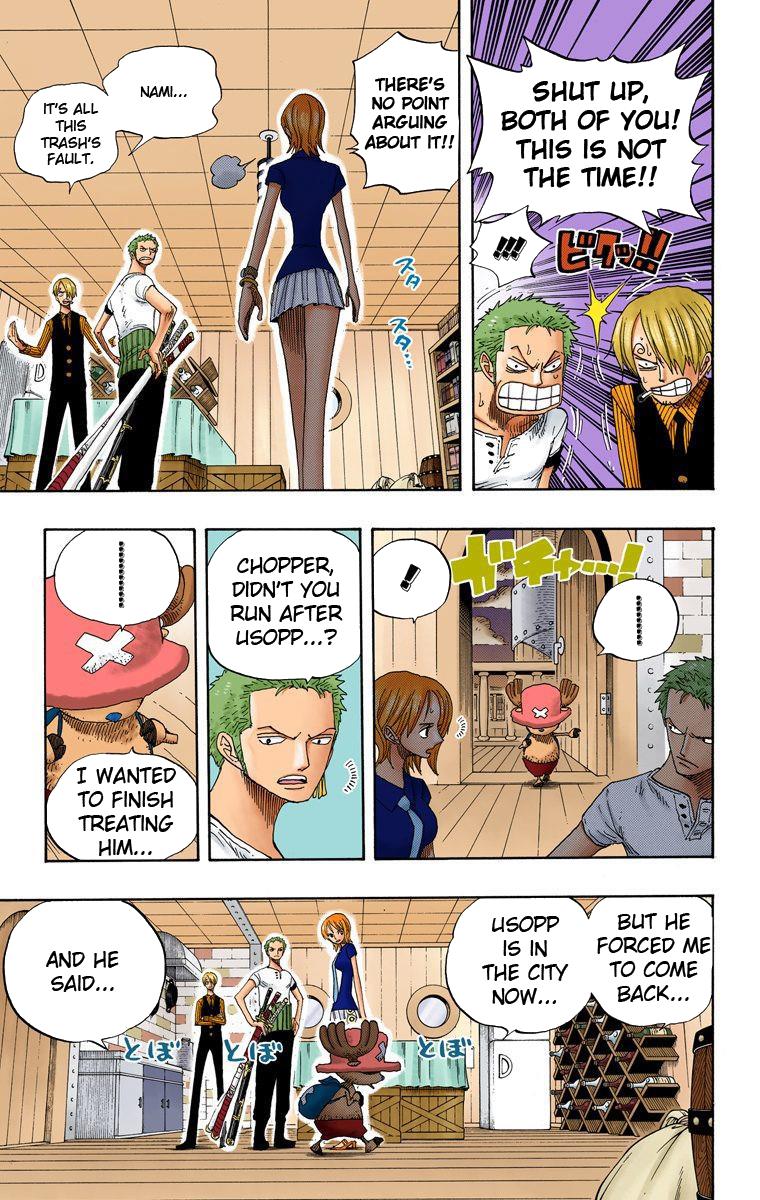 SHUT UP,
BOTH OF YOU!
THIS IS NOT
THE TIME!!
!!!
ビタッ!!
THERE'S
NO POINT
ARGUING
ABOUT IT!!
NAMI...
IT'S ALL
THIS
TRASH'S
FAULT.
スタ
スタ...
ガチャ...!
!
..........
CHOPPER,
DIDN'T YOU
RUN AFTER
USOPP...?
............
I WANTED
TO FINISH
TREATING
HIM...
BUT HE
FORCED ME
TO COME
BACK...
USOPP
IS IN
THE CITY
NOW...
AND HE
SAID...
とぼ
とぼ
とぼ